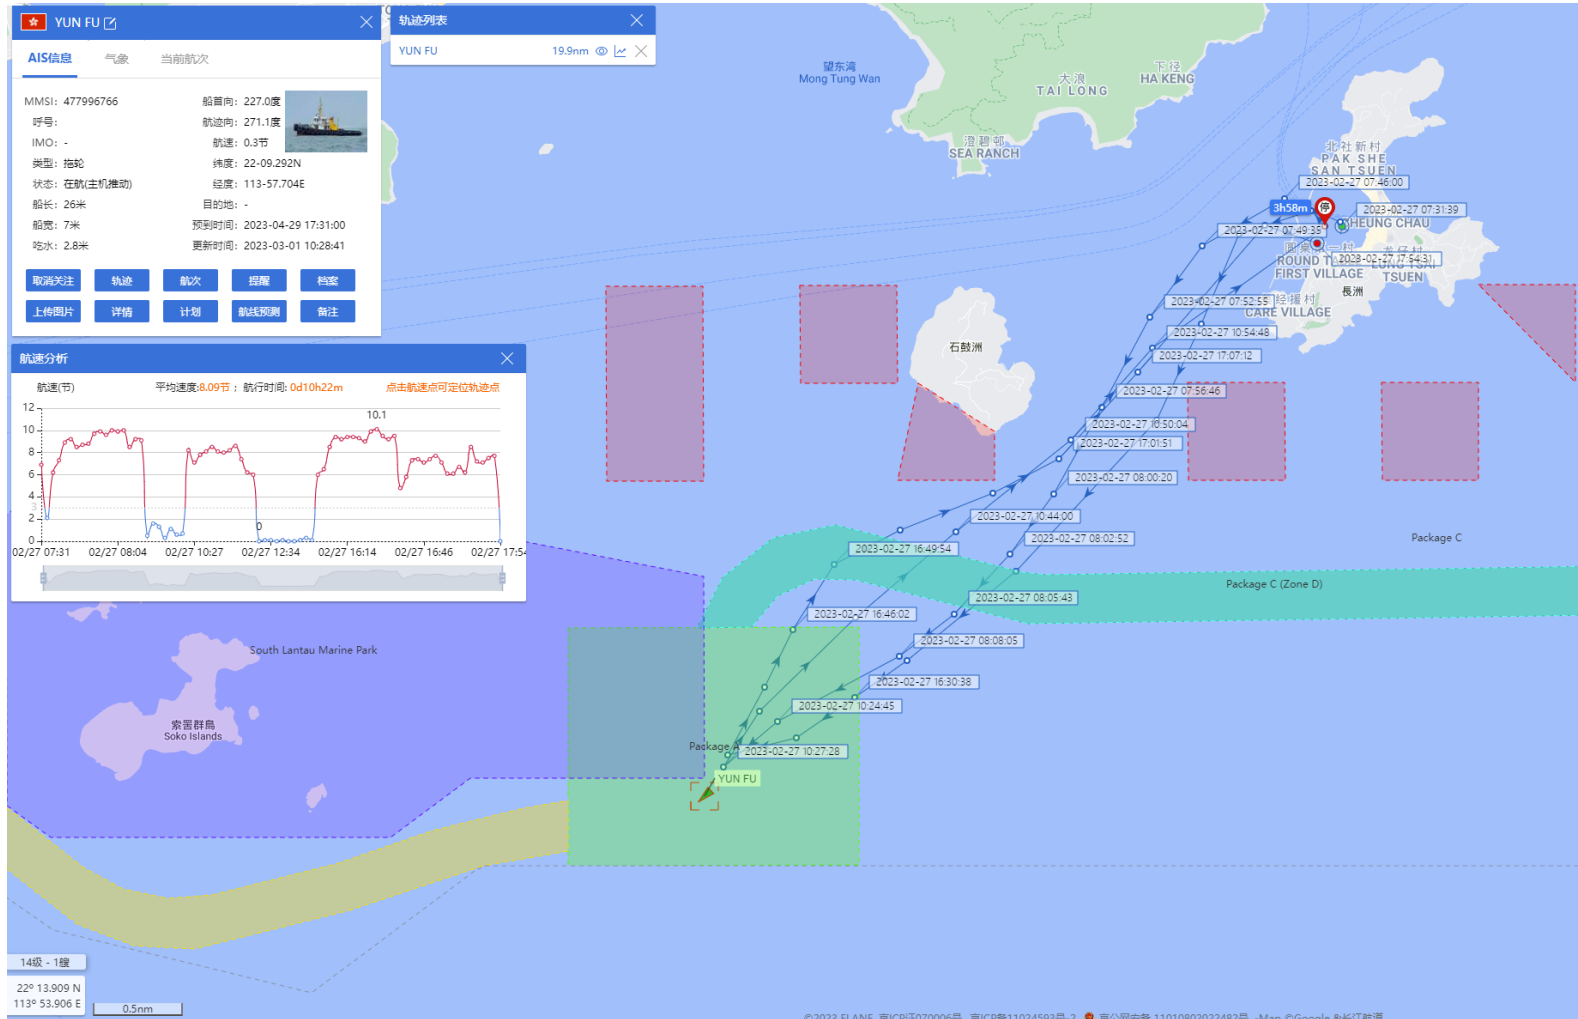 YUN FU
AIS信息
气象
当前航次
MMSI: 477996766
船首向: 227.0度
呼号:
航迹向: 271.1度
IMO: -
航速: 0.3节
类型: 拖轮
纬度: 22-09.292N
状态: 在航(主机推动)
经度: 113-57.704E
船长: 26米
目的地: -
船宽: 7米
预到时间: 2023-04-29 17:31:00
吃水: 2.8米
更新时间: 2023-03-01 10:28:41
取消关注
轨迹
航次
提醒
档案
上传图片
详情
计划
航线预测
备注
轨迹列表
YUN FU
19.9nm
航速分析
航速(节)
平均速度:8.09节 ; 航行时间: 0d10h22m
点击航速点可定位轨迹点
12
10
8
6
4
3
2
0
10.1
0
02/27 07:31
02/27 08:04
02/27 10:27
02/27 12:34
02/27 16:14
02/27 16:46
02/27 17:54
望东湾
Mong Tung Wan
大浪
TAI LONG
下径
HA KENG
澄碧邨
SEA RANCH
北社新村
PAK SHE
SAN TSUEN
2023-02-27 07:46:00
3h58m
停
2023-02-27 07:31:39
CHEUNG CHAU
2023-02-27 07:49:35
2023-02-27 17:54:31
ROUND TABLE
FIRST VILLAGE
LUNG TSAI
TSUEN
長洲
2023-02-27 07:52:55
CARE VILLAGE
2023-02-27 10:54:48
石鼓洲
2023-02-27 17:07:12
2023-02-27 07:56:46
2023-02-27 10:50:04
2023-02-27 17:01:51
2023-02-27 08:00:20
2023-02-27 10:44:00
2023-02-27 08:02:52
Package C
2023-02-27 16:49:54
Package C (Zone D)
2023-02-27 08:05:43
2023-02-27 16:46:02
2023-02-27 08:08:05
South Lantau Marine Park
2023-02-27 16:30:38
2023-02-27 10:24:45
索罟群島
Soko Islands
Package A
2023-02-27 10:27:28
YUN FU
14级 - 1艘
22º 13.909 N
113º 53.906 E
0.5nm